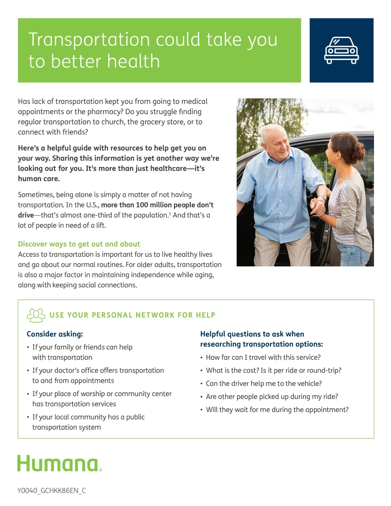 Transportation could take you
to better health
Has lack of transportation kept you from going to medical
appointments or the pharmacy? Do you struggle finding
regular transportation to church, the grocery store, or to
connect with friends?
Here's a helpful guide with resources to help get you on
your way. Sharing this information is yet another way we're
looking out for you. It's more than just healthcare—it's
human care.
Sometimes, being alone is simply a matter of not having
transportation. In the U.S., more than 100 million people don't
drive—that's almost one-third of the population.¹ And that's a
lot of people in need of a lift.
Discover ways to get out and about
Access to transportation is important for us to live healthy lives
and go about our normal routines. For older adults, transportation
is also a major factor in maintaining independence while aging,
along with keeping social connections.
USE YOUR PERSONAL NETWORK FOR HELP
Consider asking:
• If your family or friends can help
with transportation
• If your doctor's office offers transportation
to and from appointments
• If your place of worship or community center
has transportation services
• If your local community has a public
transportation system
Helpful questions to ask when
researching transportation options:
• How far can I travel with this service?
• What is the cost? Is it per ride or round-trip?
• Can the driver help me to the vehicle?
• Are other people picked up during my ride?
• Will they wait for me during the appointment?
Humana®
Y0040_GCHKK86EN_C